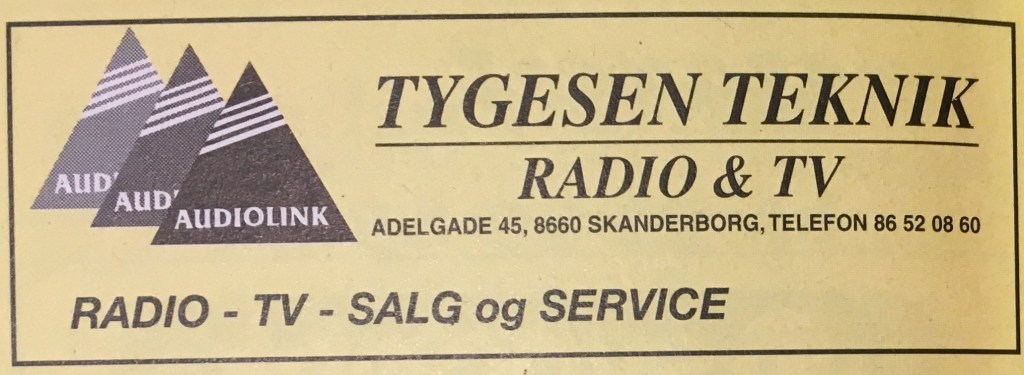 AUDI
AUD
AUDIOLINK
TYGESEN TEKNIK
RADIO & TV
ADELGADE 45, 8660 SKANDERBORG, TELEFON 86 52 08 60
RADIO - TV - SALG og SERVICE